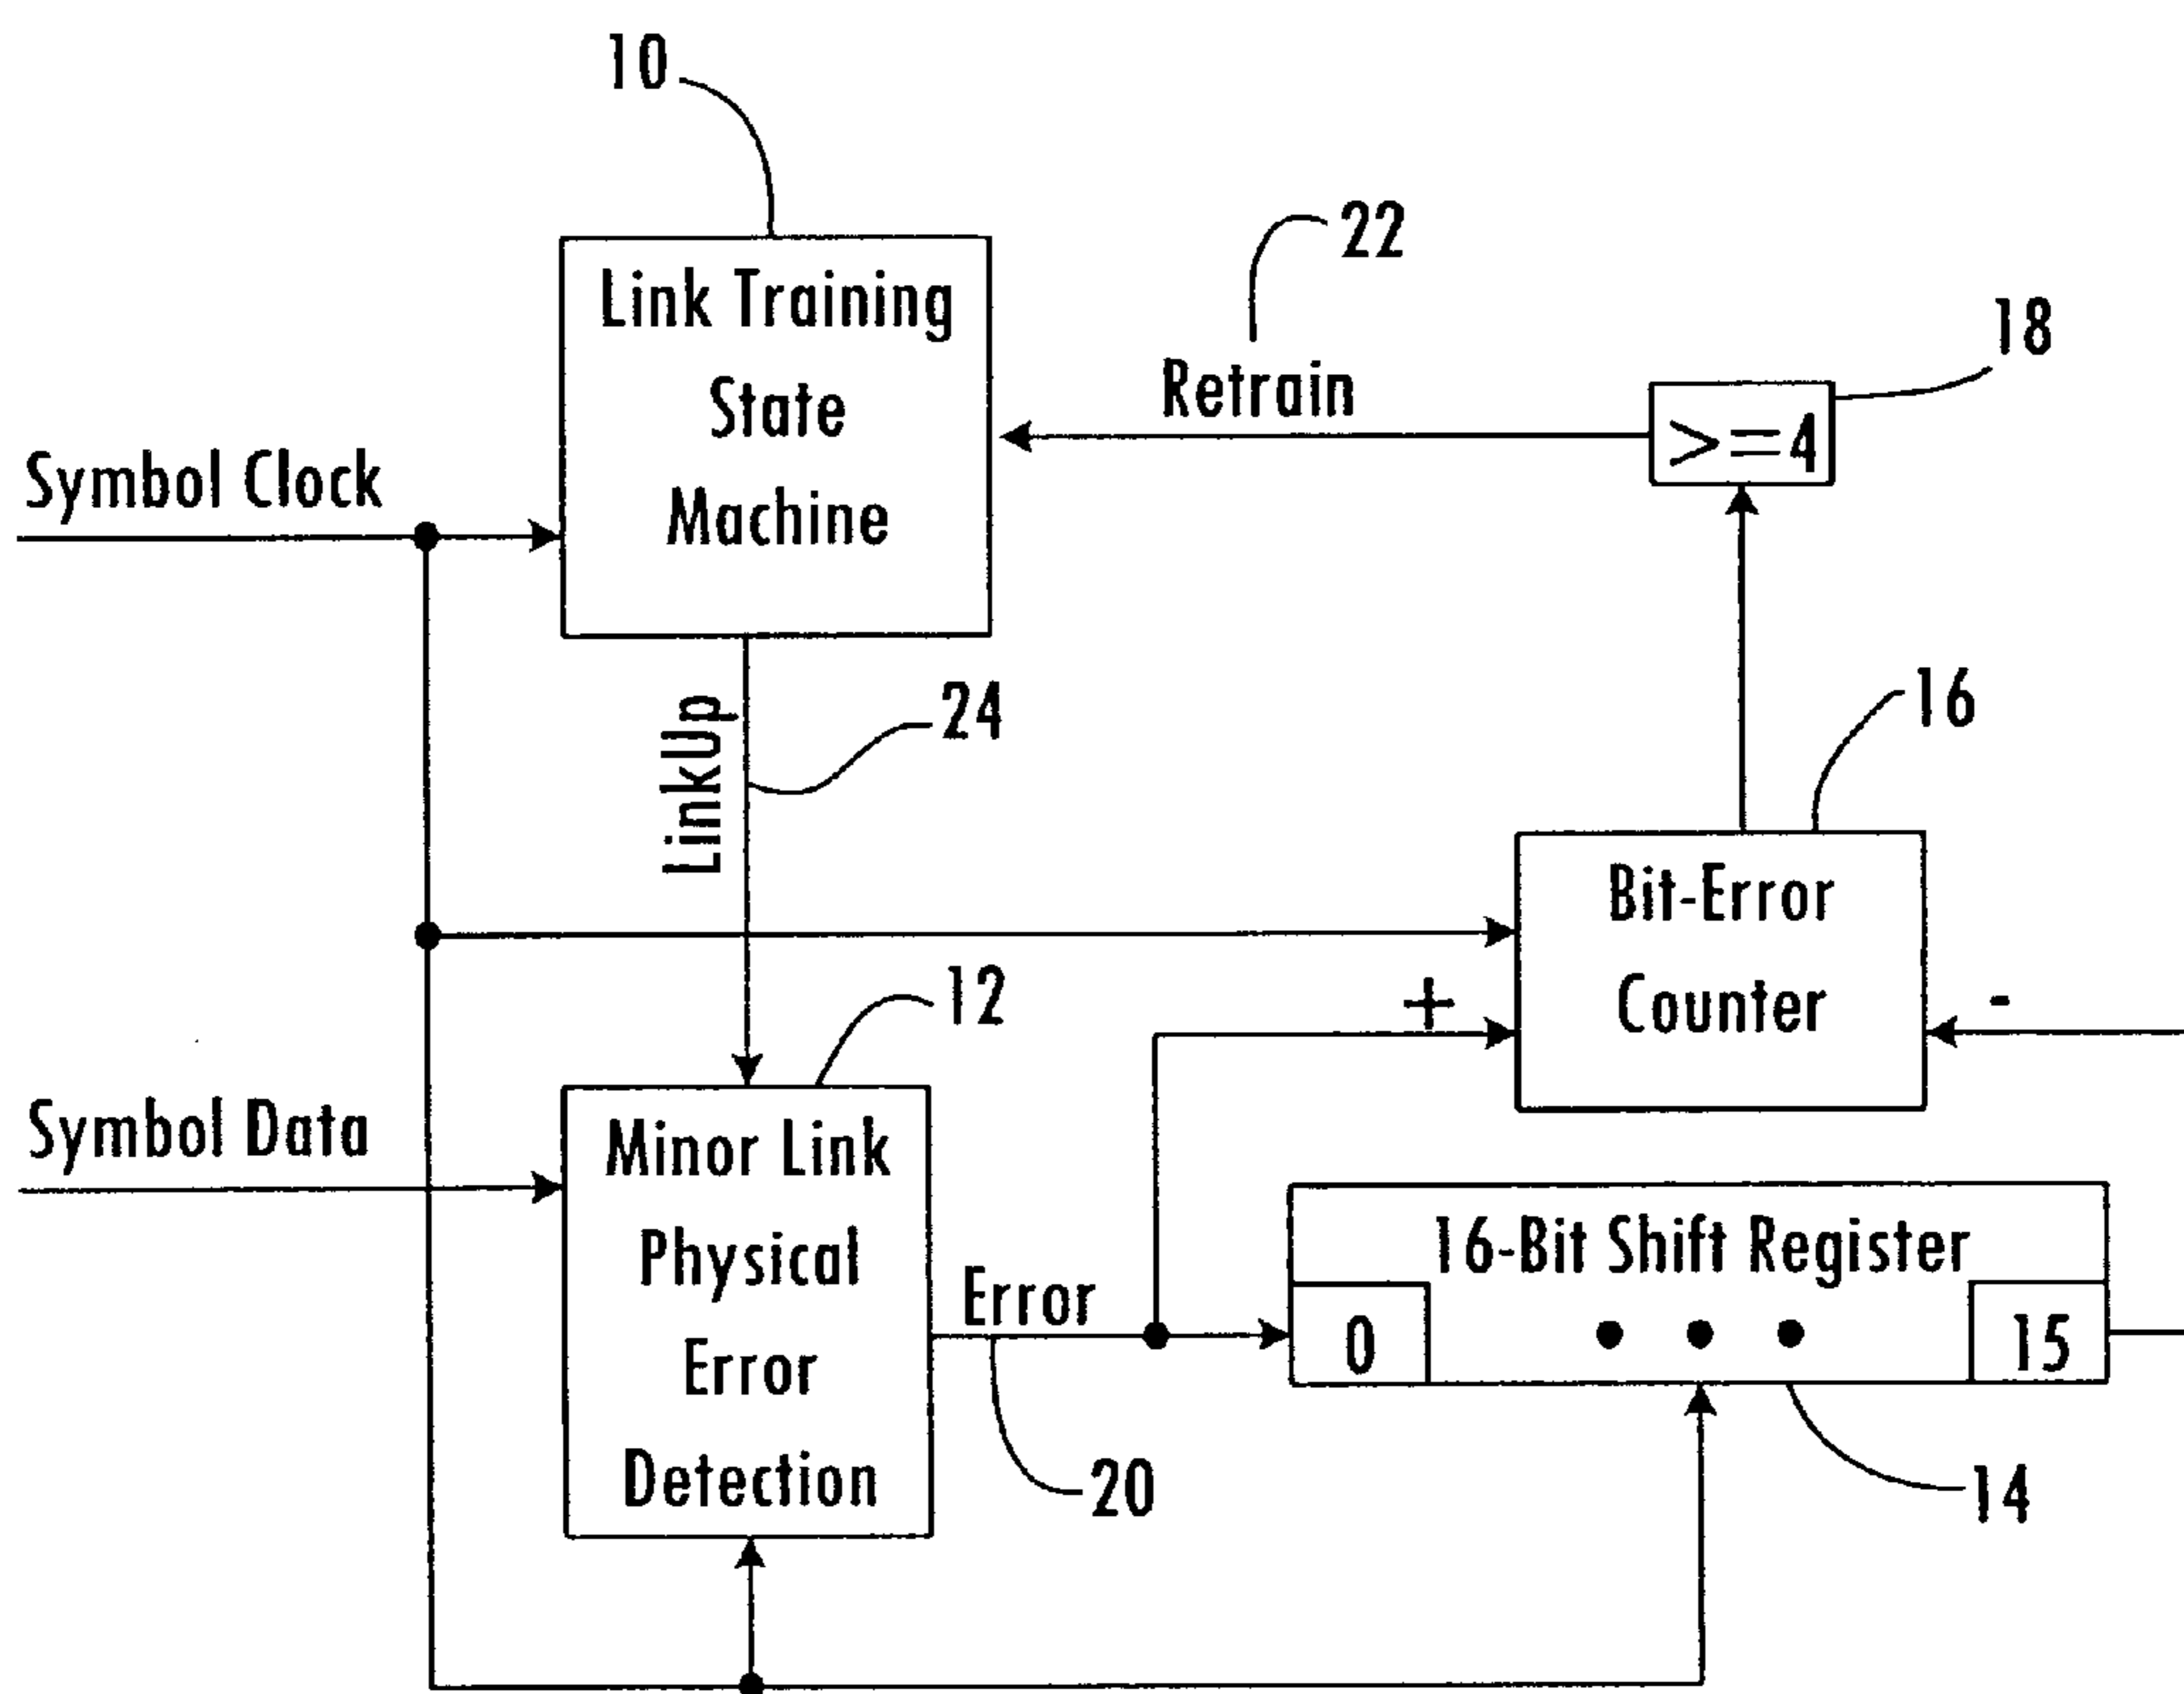 10
Link Training
State
Machine
22
Retrain
18
>=4
Symbol Clock
LinkUp
24
16
Bit-Error
Counter
+
-
12
Symbol Data
Minor Link
Physical
Error
Detection
Error
20
16-Bit Shift Register
0
15
14